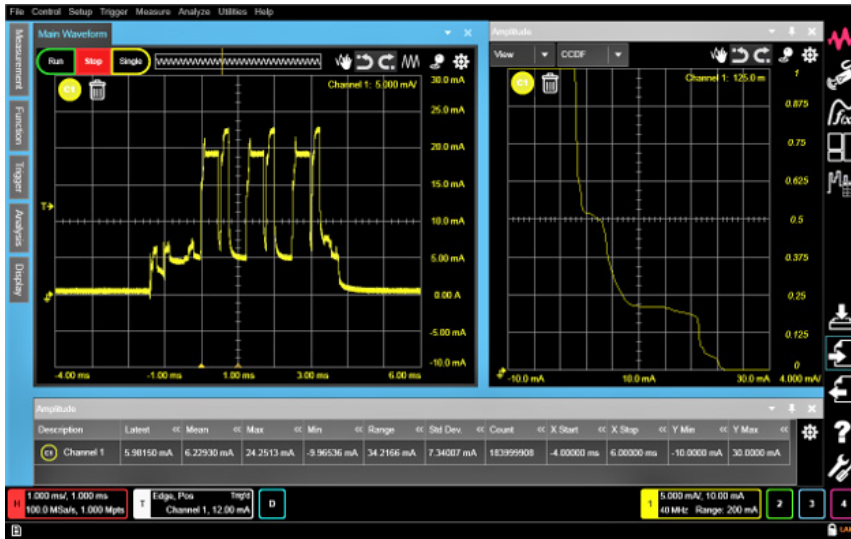 File Control Setup Trigger Measure Analyze Utilities Help
Main Waveform
Amplitude
Run Stop Single
View CCDF
Measurement
Function
Trigger
Analysis
Display
C1
Channel 1: 5.000 mA/
30.0 mA
25.0 mA
20.0 mA
15.0 mA
10.0 mA
5.00 mA
0.00 A
-5.00 mA
-10.0 mA
T
-4.00 ms -1.00 ms 1.00 ms 3.00 ms 6.00 ms
C1
Channel 1: 125.0 m
1
0.875
0.75
0.625
0.5
0.375
0.25
0.125
0
-10.0 mA 10.0 mA 30.0 mA 4.000 mA/
f(x)
Amplitude
Description Latest Mean Max Min Range Std Dev. Count X Start X Stop Y Min Y Max
C1 Channel 1 5.98150 mA 6.22930 mA 24.2513 mA -9.96536 mA 34.2166 mA 7.34007 mA 183999908 -4.00000 ms 6.00000 ms -10.0000 mA 30.0000 mA
H 1.000 ms/, 1.000 ms
100.0 MSa/s, 1.000 Mpts
T Edge, Pos Trig'd
Channel 1, 12.00 mA
D
1 5.000 mA/, 10.00 mA
40 MHz Range: 200 mA
2 3 4
?